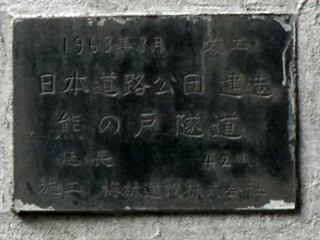 1963年3月 竣工
日本道路公団 建造
熊の戸隧道
延長 42m
施工 梅林建設株式会社